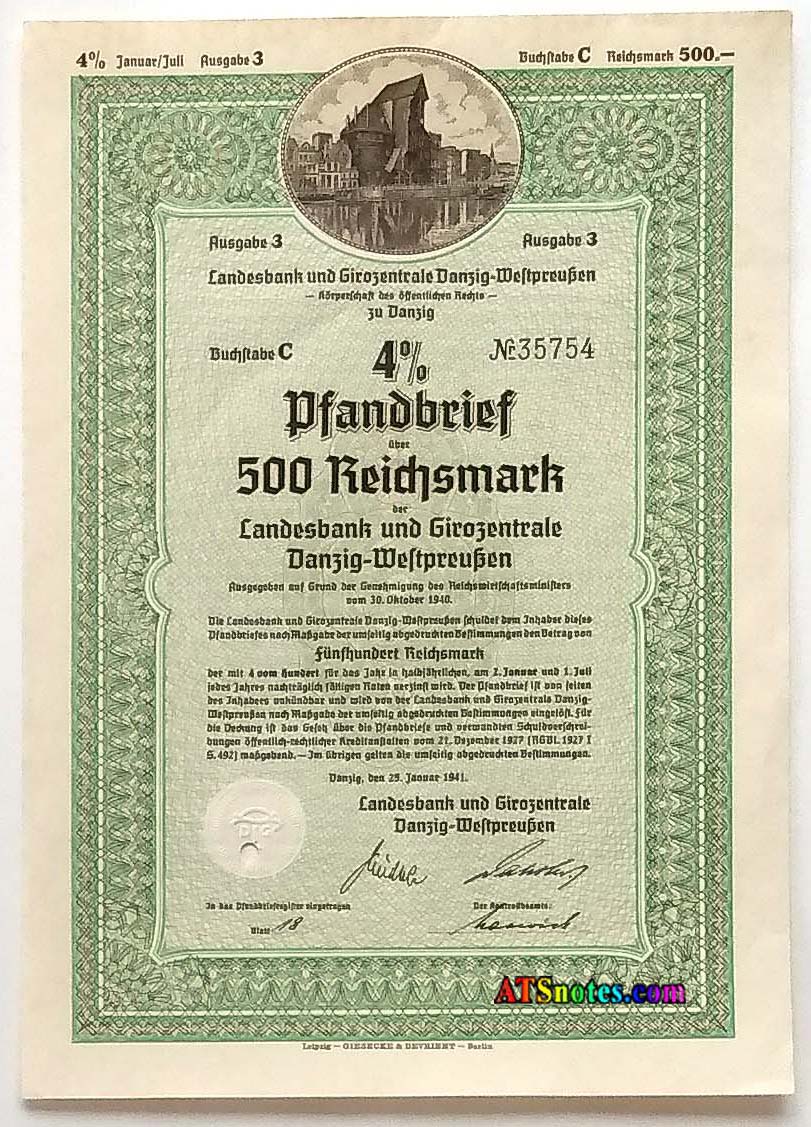 4% Januar/Juli Ausgabe 3 Buchstabe C Reichsmark 500.—
Ausgabe 3 Ausgabe 3
Landesbank und Girozentrale Danzig-Westpreußen
— Körperschaft des öffentlichen Rechts —
zu Danzig
Buchstabe C 4% № 35754
Pfandbrief
über
500 Reichsmark
der
Landesbank und Girozentrale
Danzig-Westpreußen
Ausgegeben auf Grund der Genehmigung des Reichswirtschaftsministers
vom 30. Oktober 1940.
Die Landesbank und Girozentrale Danzig-Westpreußen schuldet dem Inhaber dieses
Pfandbriefes nach Maßgabe der umseitig abgedruckten Bestimmungen den Betrag von
Fünfhundert Reichsmark
der mit 4 vom Hundert für das Jahr in halbjährlichen, am 2. Januar und 1. Juli
jedes Jahres nachträglich fälligen Raten verzinst wird. Der Pfandbrief ist von seiten
des Inhabers unkündbar und wird von der Landesbank und Girozentrale Danzig-
Westpreußen nach Maßgabe der umseitig abgedruckten Bestimmungen eingelöst. Für
die Deckung ist das Gesetz über die Pfandbriefe und verwandten Schuldverschrei-
bungen öffentlich-rechtlicher Kreditanstalten vom 21. Dezember 1927 (RGBl. 1927 I
S. 492) maßgebend. — Im übrigen gelten die umseitig abgedruckten Bestimmungen.
Danzig, den 25. Januar 1941.
Landesbank und Girozentrale
Danzig-Westpreußen
In das Pfandbriefregister eingetragen
Blatt 18
Der Kontrollbeamte:
ATSnotes.com
Leipzig — GIESECKE & DEVRIENT — Berlin